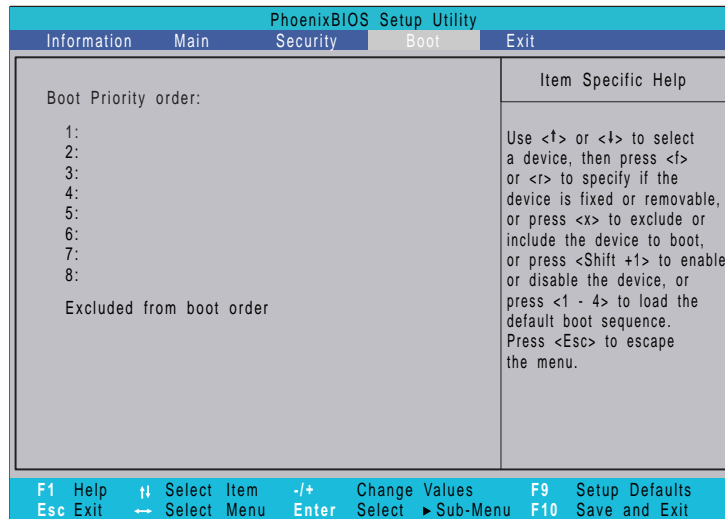 PhoenixBIOS Setup Utility
Information Main Security Boot Exit
Boot Priority order:
1:
2:
3:
4:
5:
6:
7:
8:
Excluded from boot order
Item Specific Help
Use <↑> or <↓> to select
a device, then press <f>
or <r> to specify if the
device is fixed or removable,
or press <x> to exclude or
include the device to boot,
or press <Shift +1> to enable
or disable the device, or
press <1 - 4> to load the
default boot sequence.
Press <Esc> to escape
the menu.
F1 Help ↑↓ Select Item -/+ Change Values F9 Setup Defaults
Esc Exit ↔ Select Menu Enter Select ►Sub-Menu F10 Save and Exit